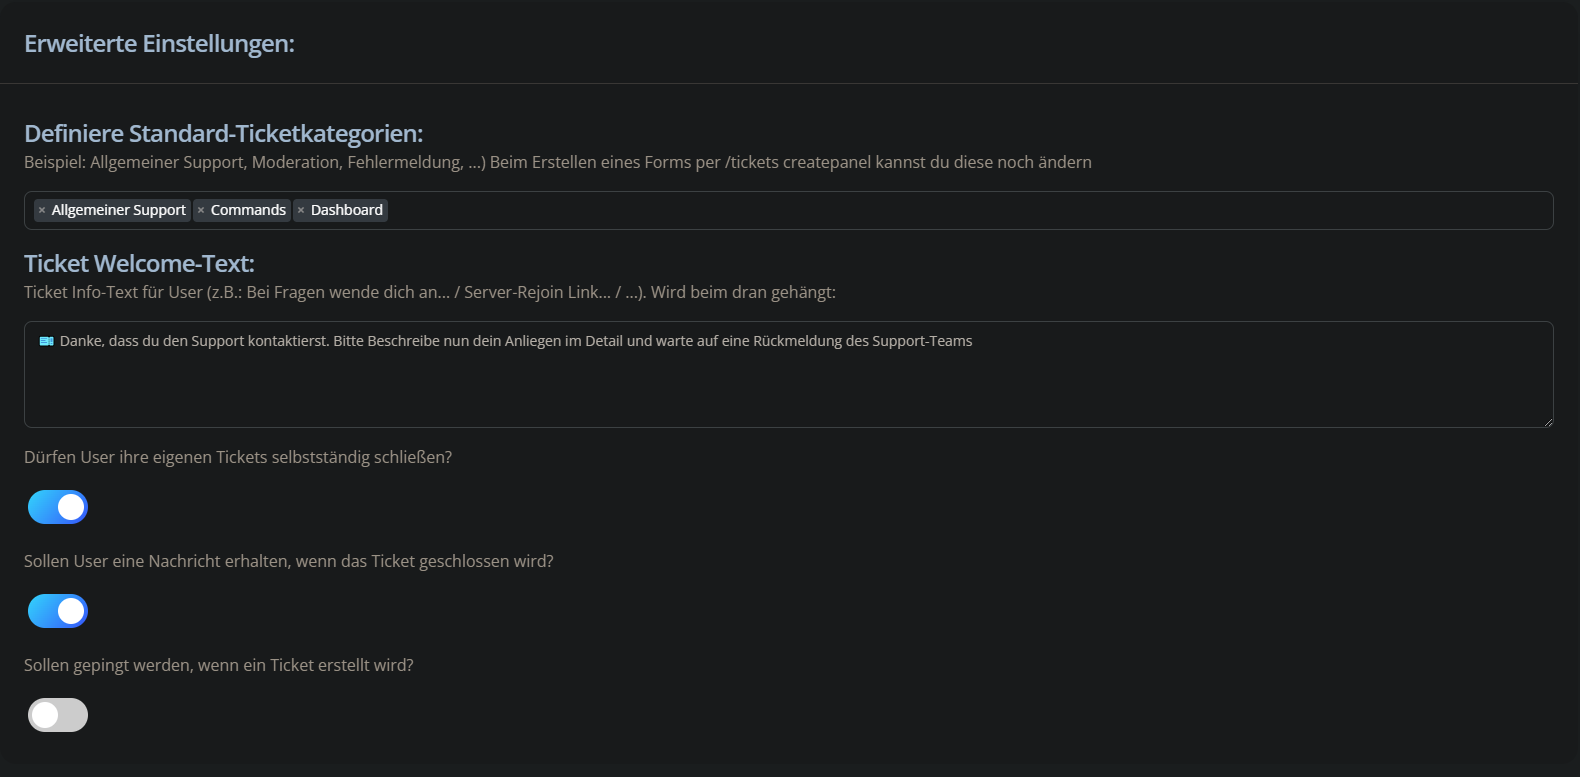 Erweiterte Einstellungen:
Definiere Standard-Ticketkategorien:
Beispiel: Allgemeiner Support, Moderation, Fehlermeldung, ...) Beim Erstellen eines Forms per /tickets createpanel kannst du diese noch ändern
× Allgemeiner Support × Commands × Dashboard
Ticket Welcome-Text:
Ticket Info-Text für User (z.B.: Bei Fragen wende dich an... / Server-Rejoin Link... / ...). Wird beim dran gehängt:
🎫 Danke, dass du den Support kontaktierst. Bitte Beschreibe nun dein Anliegen im Detail und warte auf eine Rückmeldung des Support-Teams
Dürfen User ihre eigenen Tickets selbstständig schließen?
Sollen User eine Nachricht erhalten, wenn das Ticket geschlossen wird?
Sollen gepingt werden, wenn ein Ticket erstellt wird?